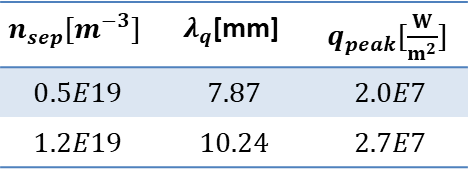 n_sep[m^−3] λ_q[mm] q_peak[W/m^2]
0.5E19 7.87 2.0E7
1.2E19 10.24 2.7E7